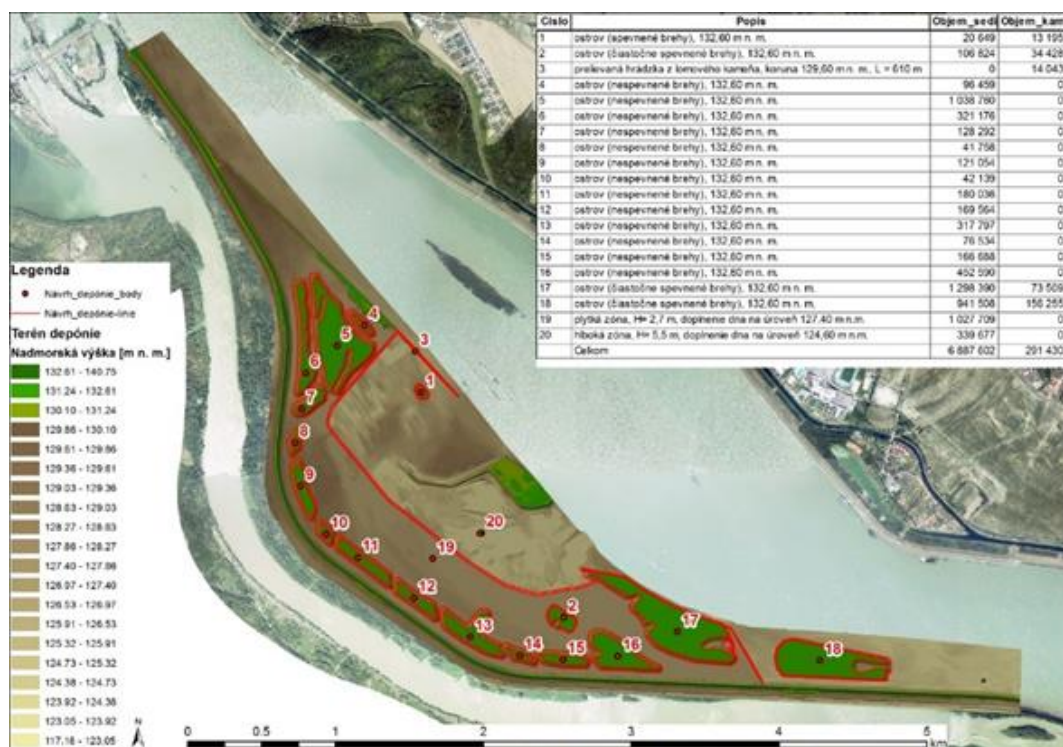 Cislo Popis Objem_sedi Objem_kam
1 ostrov (spevnené brehy), 132,60 m n. m. 20 649 13 195
2 ostrov (čiastočne spevnené brehy), 132,60 m n. m. 106 824 34 428
3 prelievaná hrádzka z lomového kameňa, koruna 129,60 m n. m., L = 610 m 0 14 043
4 ostrov (nespevnené brehy), 132,60 m n. m. 96 459 0
5 ostrov (nespevnené brehy), 132,60 m n. m. 1 038 760 0
6 ostrov (nespevnené brehy), 132,60 m n. m. 321 176 0
7 ostrov (nespevnené brehy), 132,60 m n. m. 128 292 0
8 ostrov (nespevnené brehy), 132,60 m n. m. 41 758 0
9 ostrov (nespevnené brehy), 132,60 m n. m. 121 054 0
10 ostrov (nespevnené brehy), 132,60 m n. m. 42 139 0
11 ostrov (nespevnené brehy), 132,60 m n. m. 180 036 0
12 ostrov (nespevnené brehy), 132,60 m n. m. 169 564 0
13 ostrov (nespevnené brehy), 132,60 m n. m. 317 797 0
14 ostrov (nespevnené brehy), 132,60 m n. m. 76 534 0
15 ostrov (nespevnené brehy), 132,60 m n. m. 166 688 0
16 ostrov (nespevnené brehy), 132,60 m n. m. 452 590 0
17 ostrov (čiastočne spevnené brehy), 132,60 m n. m. 1 298 390 73 509
18 ostrov (čiastočne spevnené brehy), 132,60 m n. m. 941 508 156 255
19 plytká zóna, H= 2,7 m, doplnenie dna na úroveň 127,40 m n.m. 1 027 709 0
20 hlboká zóna, H= 5,5 m, doplnenie dna na úroveň 124,60 m n.m. 339 677 0
Celkom 6 887 602 291 430
Legenda
Návrh_depónie_body
Návrh_depónie-línie
Terén depónie
Nadmorská výška [m n. m.]
132.61 - 140.75
131.24 - 132.61
130.10 - 131.24
129.86 - 130.10
129.61 - 129.86
129.36 - 129.61
129.03 - 129.36
128.63 - 129.03
128.27 - 128.63
127.86 - 128.27
127.40 - 127.86
126.97 - 127.40
126.53 - 126.97
125.91 - 126.53
125.32 - 125.91
124.73 - 125.32
124.38 - 124.73
123.92 - 124.38
123.05 - 123.92
117.16 - 123.05
4
5
3
6
1
7
8
9
20
10
19
11
12
2
13
17
14
15
16
18
N
0 0.5 1 2 3 4 5
km